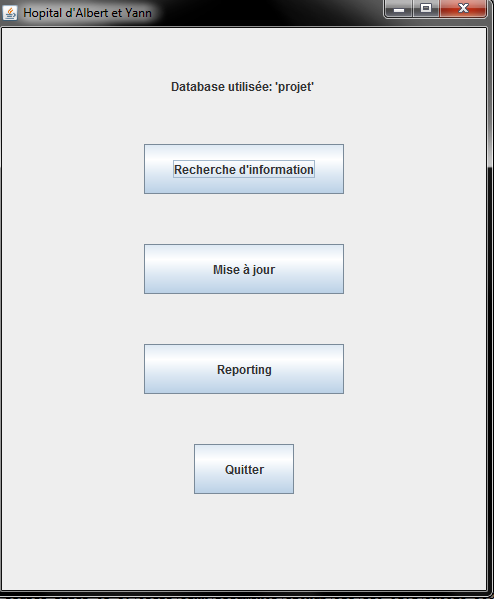 Hopital d'Albert et Yann
Database utilisée: 'projet'
Recherche d'information
Mise à jour
Reporting
Quitter